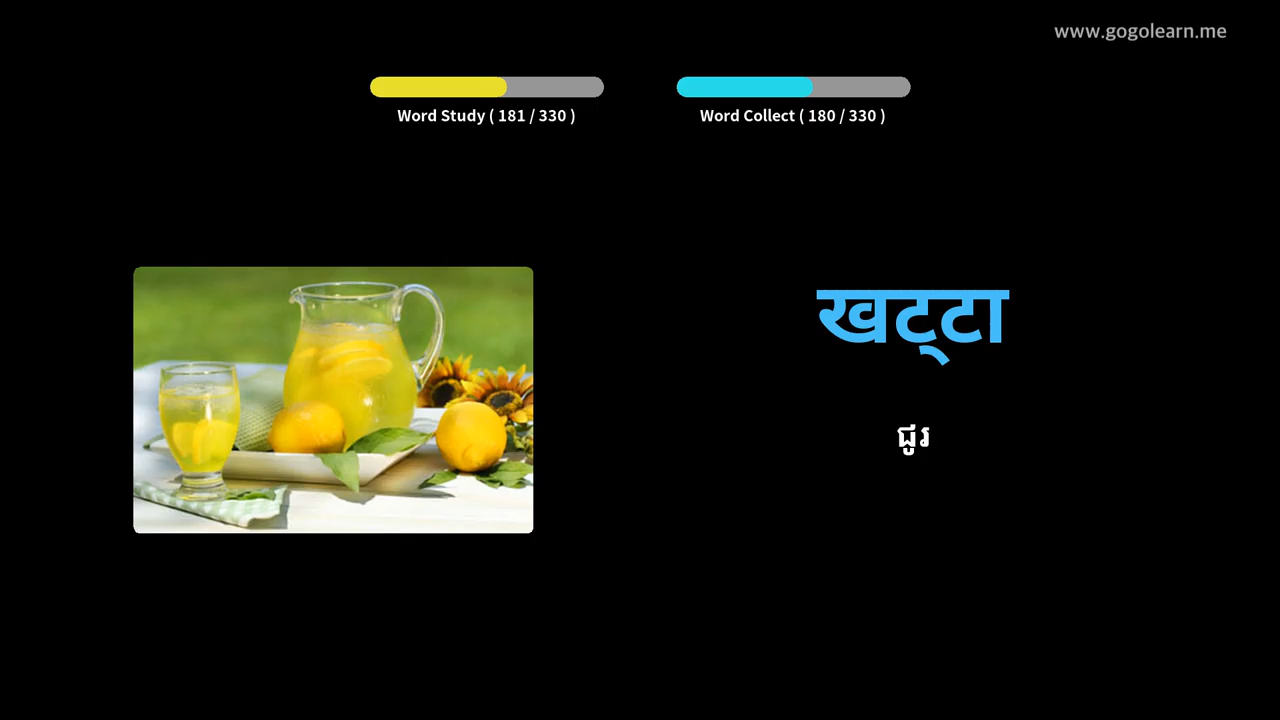 www.gogolearn.me
Word Study ( 181 / 330 )
Word Collect ( 180 / 330 )
खट्टा
ជូរ